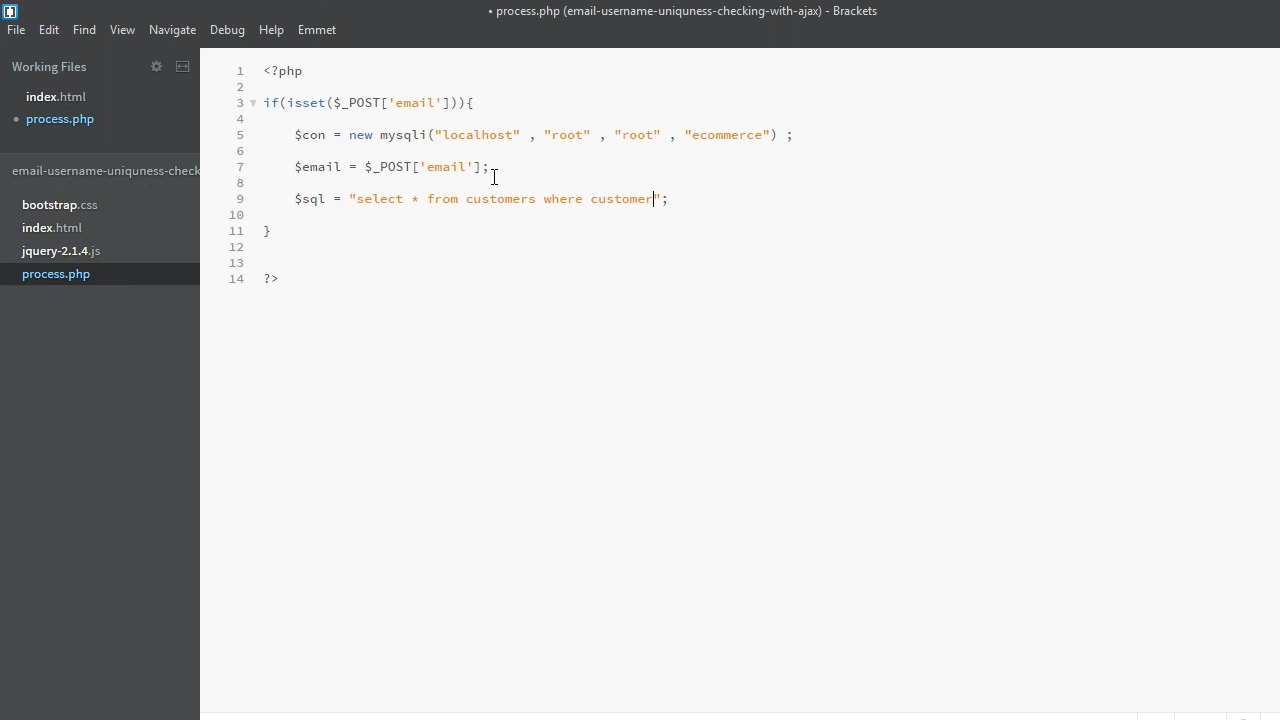 • process.php (email-username-uniquness-checking-with-ajax) - Brackets
File Edit Find View Navigate Debug Help Emmet
Working Files
index.html
• process.php
email-username-uniquness-check
bootstrap.css
index.html
jquery-2.1.4.js
process.php
1 <?php
2
3 if(isset($_POST['email'])){
4
5 $con = new mysqli("localhost" , "root" , "root" , "ecommerce") ;
6
7 $email = $_POST['email'];
8
9 $sql = "select * from customers where customer";
10
11 }
12
13
14 ?>